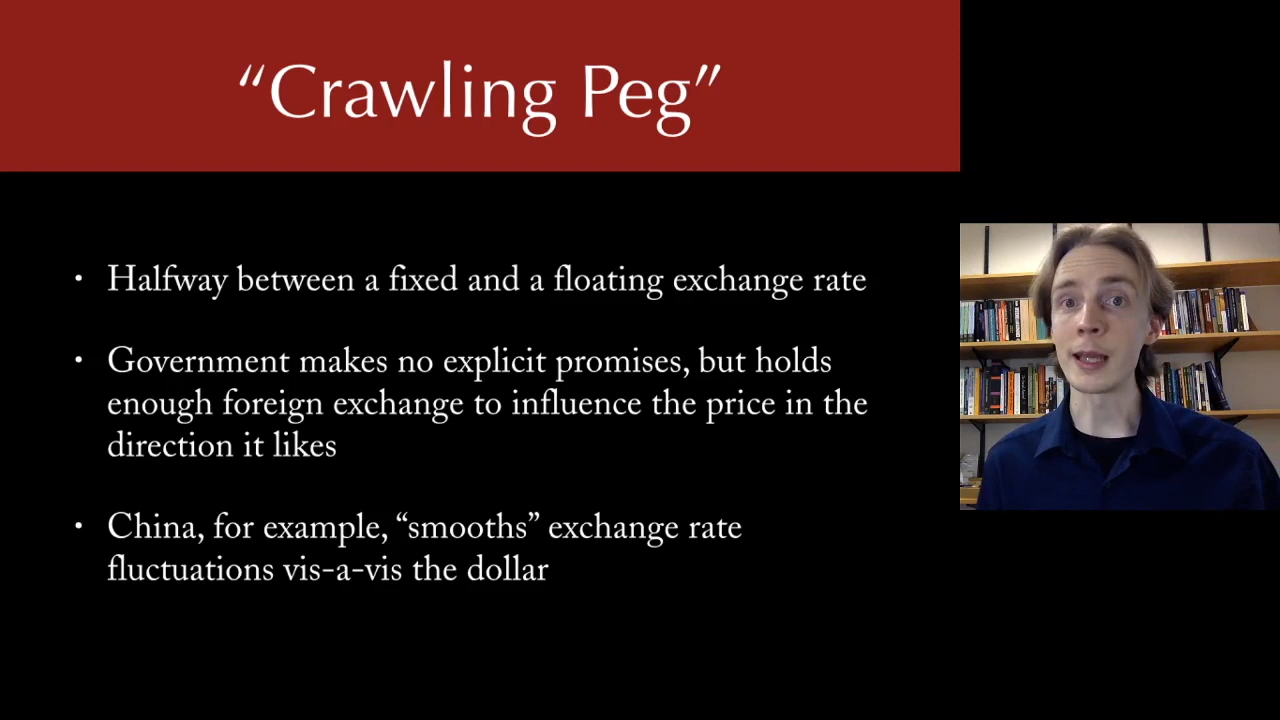 “Crawling Peg”
• Halfway between a fixed and a floating exchange rate
• Government makes no explicit promises, but holds
enough foreign exchange to influence the price in the
direction it likes
• China, for example, “smooths” exchange rate
fluctuations vis-a-vis the dollar